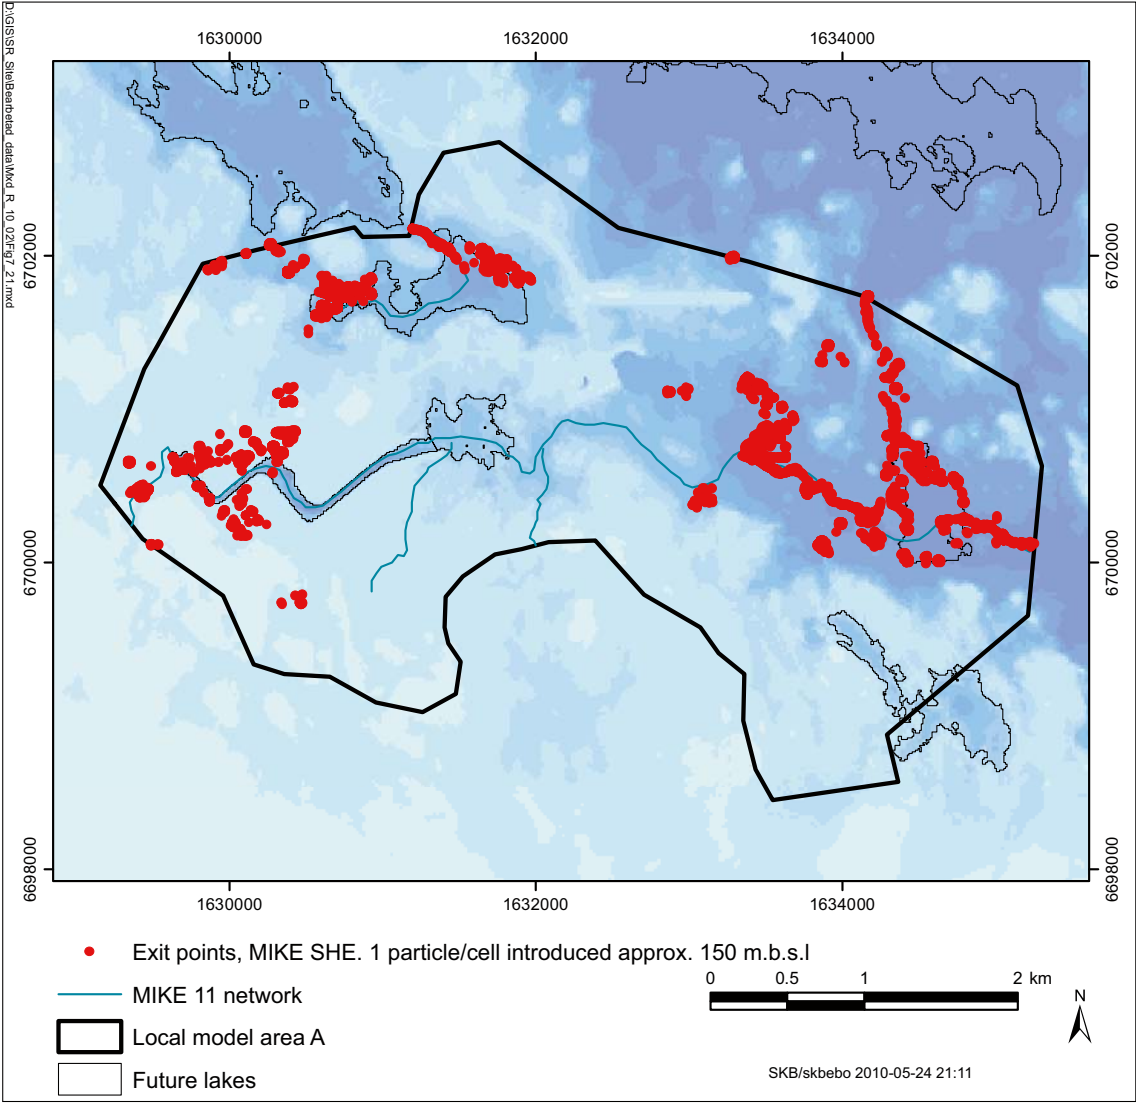 D:\GIS\SR_Site\Bearbetad_data\Mxd_R_10_02\Fig7_21.mxd
1630000 1632000 1634000
6702000 6702000
6700000 6700000
6698000 6698000
1630000 1632000 1634000
Exit points, MIKE SHE. 1 particle/cell introduced approx. 150 m.b.s.l
0 0.5 1 2 km
MIKE 11 network
N
Local model area A
SKB/skbebo 2010-05-24 21:11
Future lakes